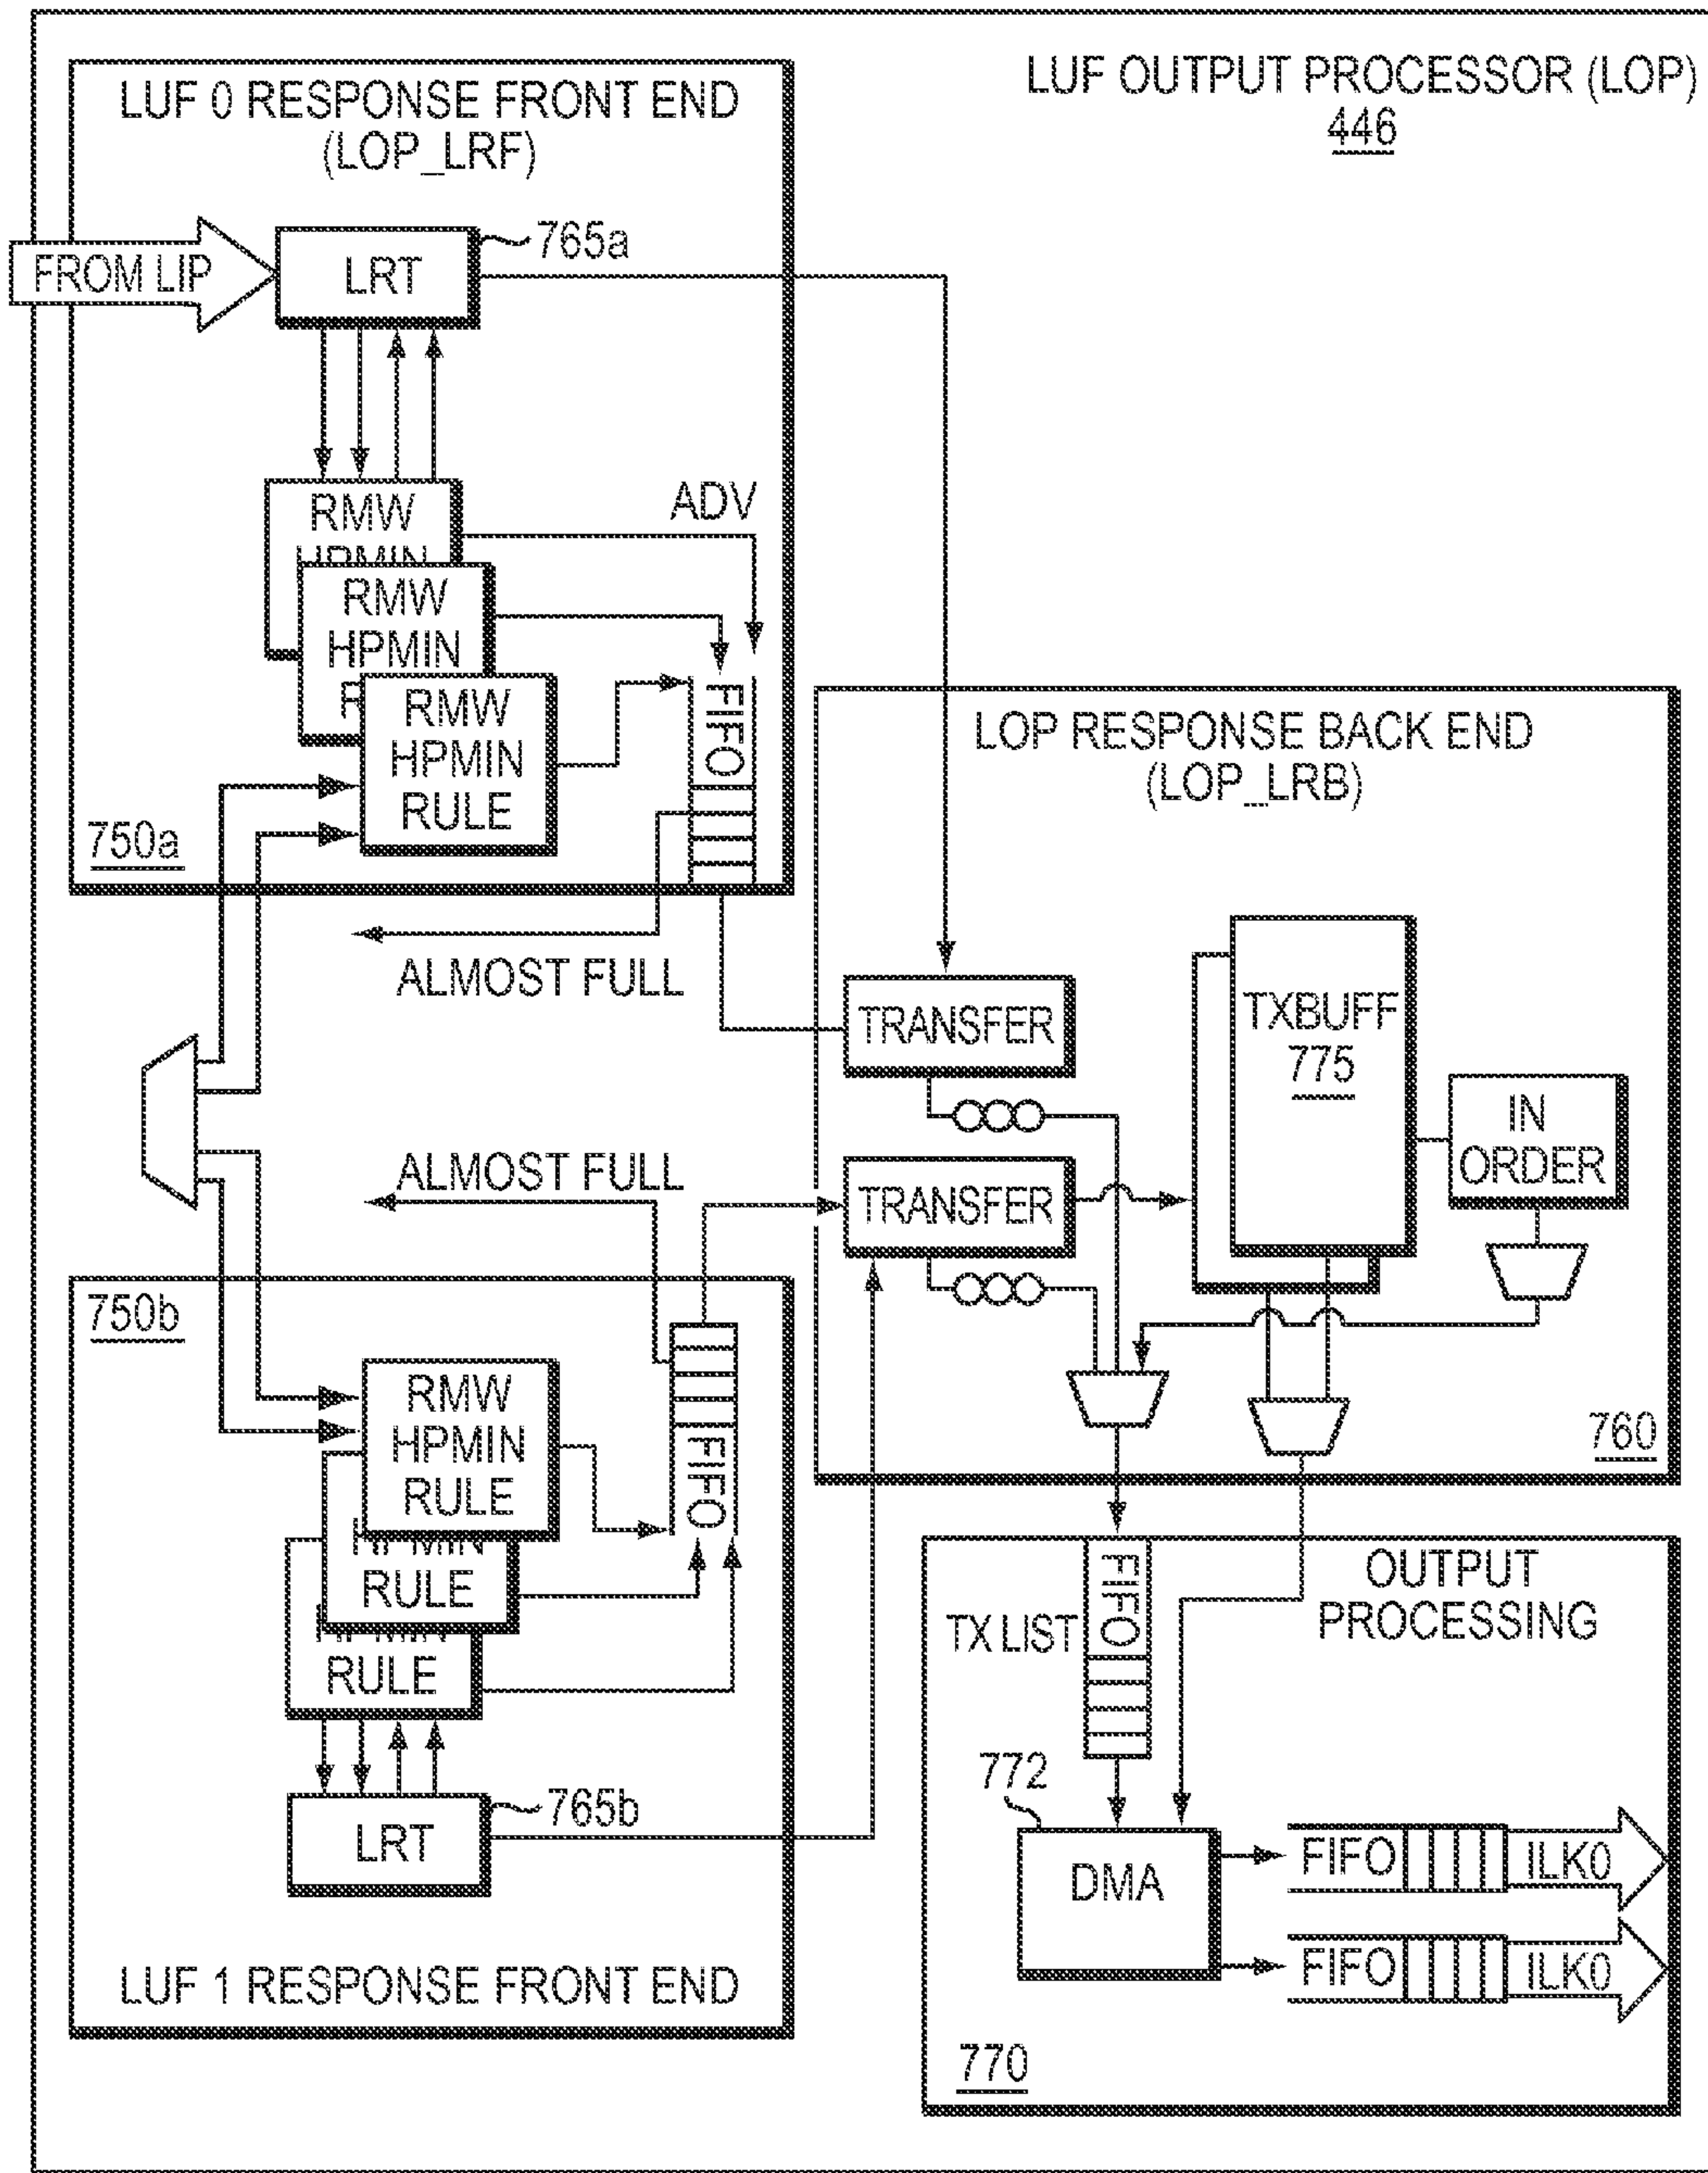 LUF OUTPUT PROCESSOR (LOP)
446
LUF 0 RESPONSE FRONT END
(LOP_LRF)
FROM LIP
LRT
765a
RMW
HPMIN
ADV
RMW
HPMIN
R
RMW
HPMIN
RULE
FIFO
750a
ALMOST FULL
LOP RESPONSE BACK END
(LOP_LRB)
TRANSFER
TXBUFF
775
IN
ORDER
ALMOST FULL
TRANSFER
760
750b
RMW
HPMIN
RULE
FIFO
HPMIN
RULE
HPMIN
RULE
LRT
765b
LUF 1 RESPONSE FRONT END
OUTPUT
PROCESSING
TX LIST
FIFO
772
DMA
FIFO
ILK0
FIFO
ILK0
770